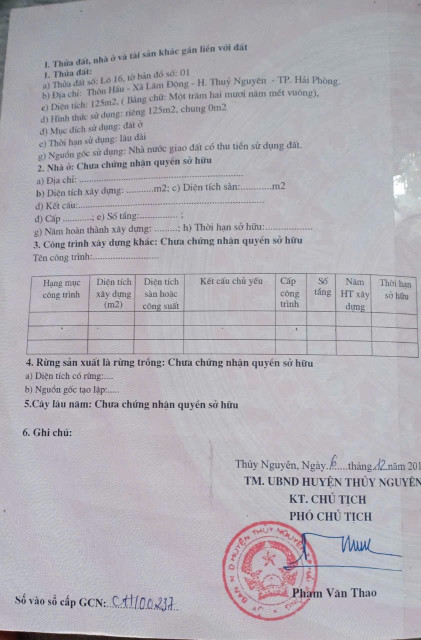 I. Thửa đất, nhà ở và tài sản khác gắn liền với đất
1. Thửa đất:
a) Thửa đất số: Lô 16, tờ bản đồ số: 01
b) Địa chỉ: Thôn Hầu - Xã Lâm Động - H. Thuỷ Nguyên - TP. Hải Phòng.
c) Diện tích: 125m2, ( Bằng chữ: Một trăm hai mươi năm mét vuông),
d) Hình thức sử dụng: riêng 125m2, chung 0m2
đ) Mục đích sử dụng: đất ở
e) Thời hạn sử dụng: lâu dài
g) Nguồn gốc sử dụng: Nhà nước giao đất có thu tiền sử dụng đất.
2. Nhà ở: Chưa chứng nhận quyền sở hữu
a) Địa chỉ:
b) Diện tích xây dựng: ..........m2; c) Diện tích sàn:............m2
d) Kết cấu:
đ) Cấp ..........; e) Số tầng:............. ;
g) Năm hoàn thành xây dựng: .........; h) Thời hạn sở hữu:
3. Công trình xây dựng khác: Chưa chứng nhận quyền sở hữu
Tên công trình:
Hạng mục công trình Diện tích xây dựng (m2) Diện tích sàn hoặc công suất Kết cấu chủ yếu Cấp công trình Số tầng Năm HT xây dựng Thời hạn sở hữu
4. Rừng sản xuất là rừng trồng: Chưa chứng nhận quyền sở hữu
a) Diện tích có rừng:....
b) Nguồn gốc tạo lập:.....
5.Cây lâu năm: Chưa chứng nhận quyền sở hữu
6. Ghi chú:
Thủy Nguyên, Ngày..6....tháng.12.năm 201
TM. UBND HUYỆN THỦY NGUYÊN
KT. CHỦ TỊCH
PHÓ CHỦ TỊCH
Phạm Văn Thao
Số vào sổ cấp GCN: CH100237